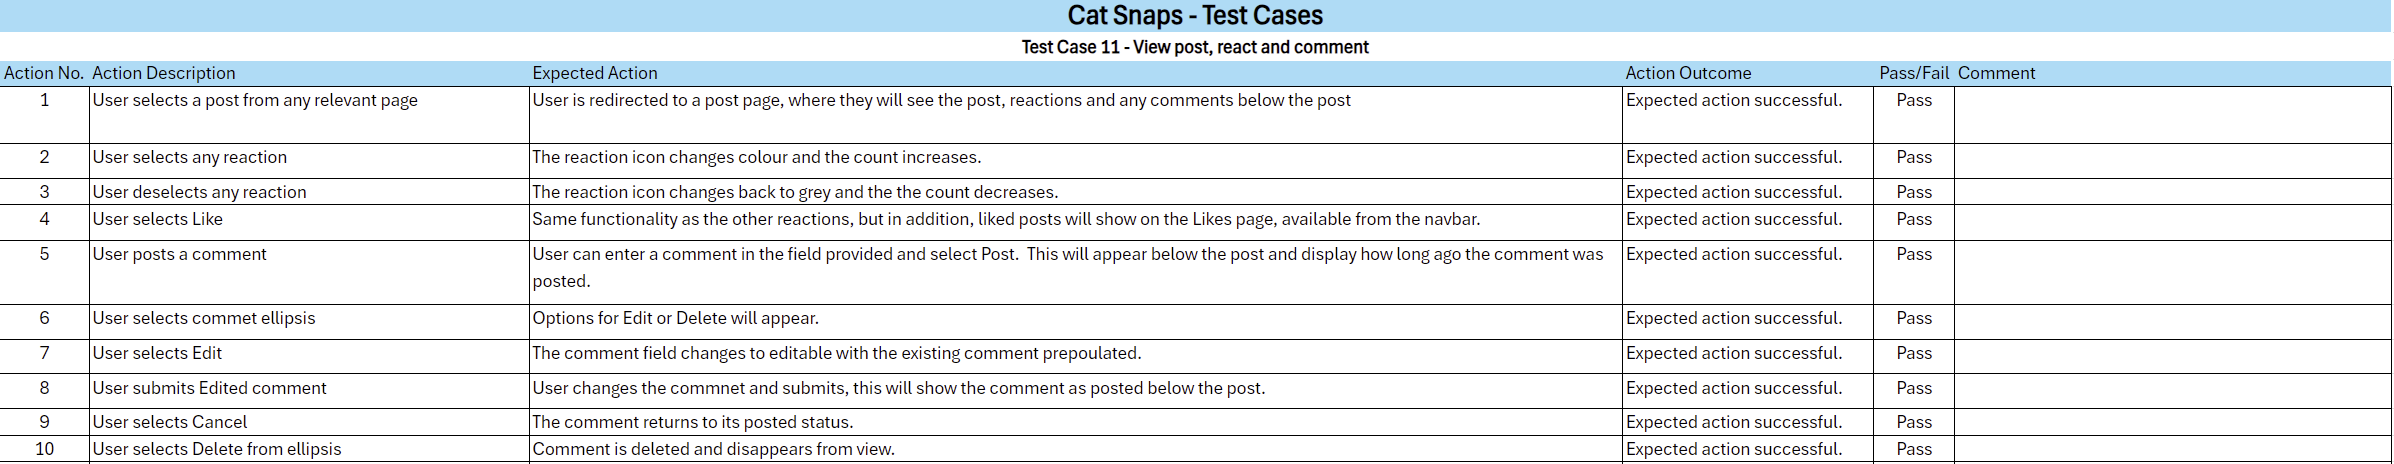 Cat Snaps - Test Cases
Test Case 11 - View post, react and comment
Action No. Action Description Expected Action Action Outcome Pass/Fail Comment
1 User selects a post from any relevant page User is redirected to a post page, where they will see the post, reactions and any comments below the post Expected action successful. Pass
2 User selects any reaction The reaction icon changes colour and the count increases. Expected action successful. Pass
3 User deselects any reaction The reaction icon changes back to grey and the the count decreases. Expected action successful. Pass
4 User selects Like Same functionality as the other reactions, but in addition, liked posts will show on the Likes page, available from the navbar. Expected action successful. Pass
5 User posts a comment User can enter a comment in the field provided and select Post.  This will appear below the post and display how long ago the comment was Expected action successful. Pass
posted.
6 User selects commet ellipsis Options for Edit or Delete will appear. Expected action successful. Pass
7 User selects Edit The comment field changes to editable with the existing comment prepoulated. Expected action successful. Pass
8 User submits Edited comment User changes the commnet and submits, this will show the comment as posted below the post. Expected action successful. Pass
9 User selects Cancel The comment returns to its posted status. Expected action successful. Pass
10 User selects Delete from ellipsis Comment is deleted and disappears from view. Expected action successful. Pass